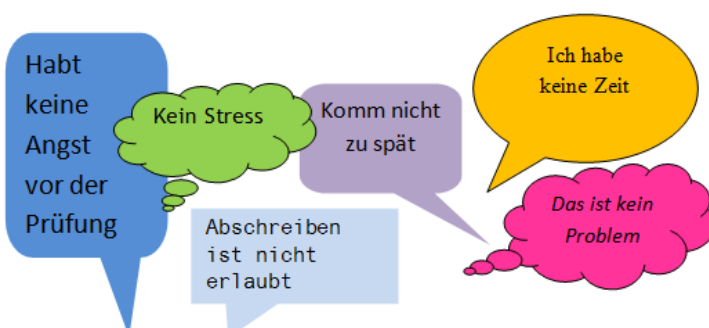 Habt
keine
Angst
vor der
Prüfung
Kein Stress
Komm nicht
zu spät
Ich habe
keine Zeit
Abschreiben
ist nicht
erlaubt
Das ist kein
Problem